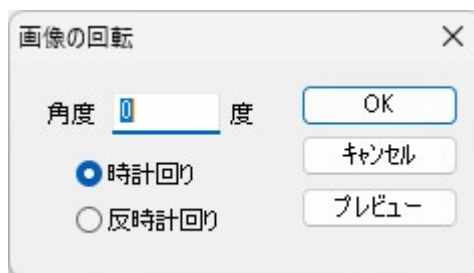 画像の回転
角度 0 度
時計回り
反時計回り
OK
ｷｬﾝｾﾙ
ﾌﾟﾚﾋﾞｭｰ